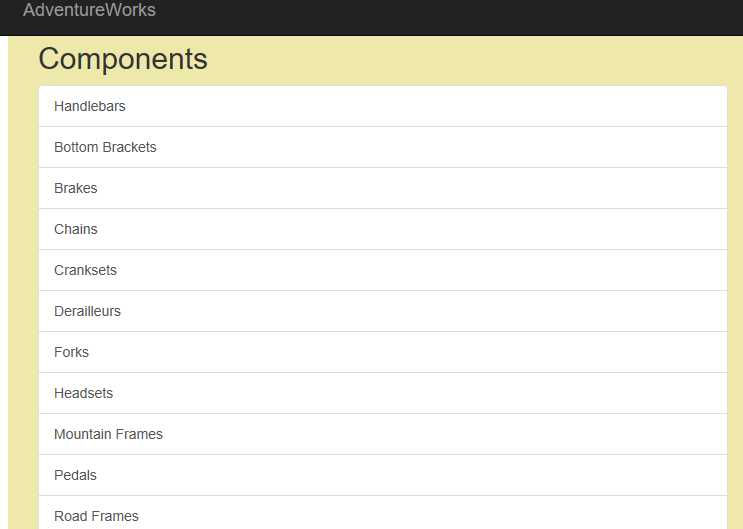 AdventureWorks
Components
Handlebars
Bottom Brackets
Brakes
Chains
Cranksets
Derailleurs
Forks
Headsets
Mountain Frames
Pedals
Road Frames